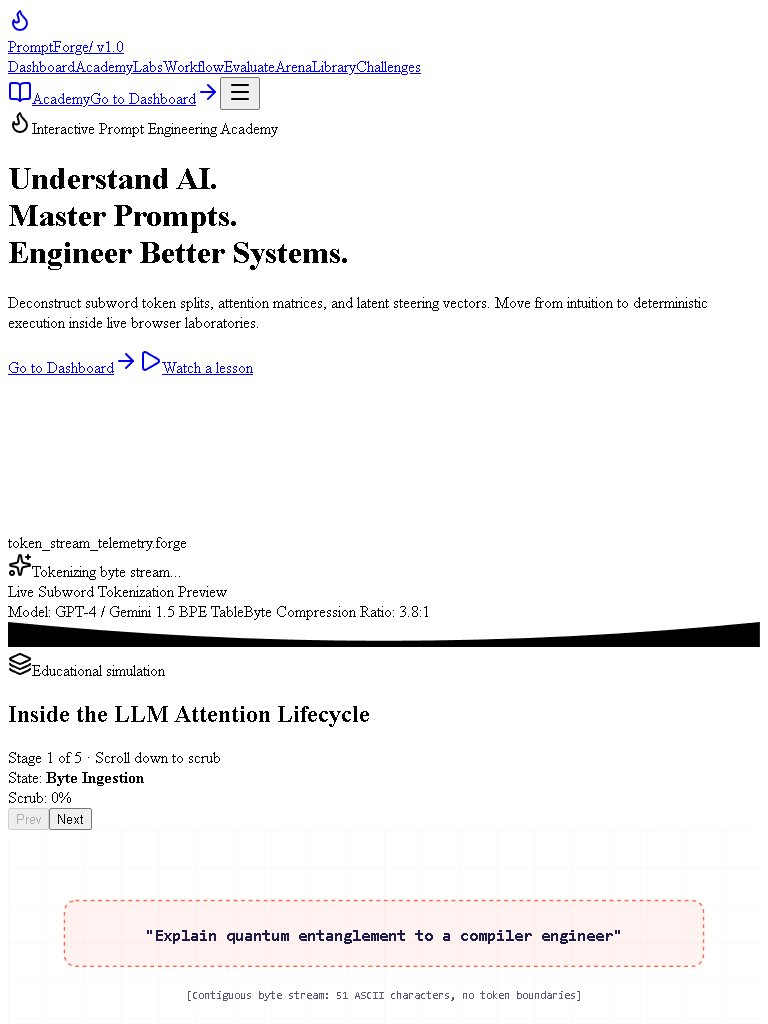 PromptForge/ v1.0
DashboardAcademyLabsWorkflowEvaluateArenaLibraryChallenges
AcademyGo to Dashboard
Interactive Prompt Engineering Academy
Understand AI.
Master Prompts.
Engineer Better Systems.
Deconstruct subword token splits, attention matrices, and latent steering vectors. Move from intuition to deterministic
execution inside live browser laboratories.
Go to Dashboard Watch a lesson
token_stream_telemetry.forge
Tokenizing byte stream...
Live Subword Tokenization Preview
Model: GPT-4 / Gemini 1.5 BPE TableByte Compression Ratio: 3.8:1
Educational simulation
Inside the LLM Attention Lifecycle
Stage 1 of 5 · Scroll down to scrub
State: Byte Ingestion
Scrub: 0%
Prev Next
"Explain quantum entanglement to a compiler engineer"
[Contiguous byte stream: 51 ASCII characters, no token boundaries]